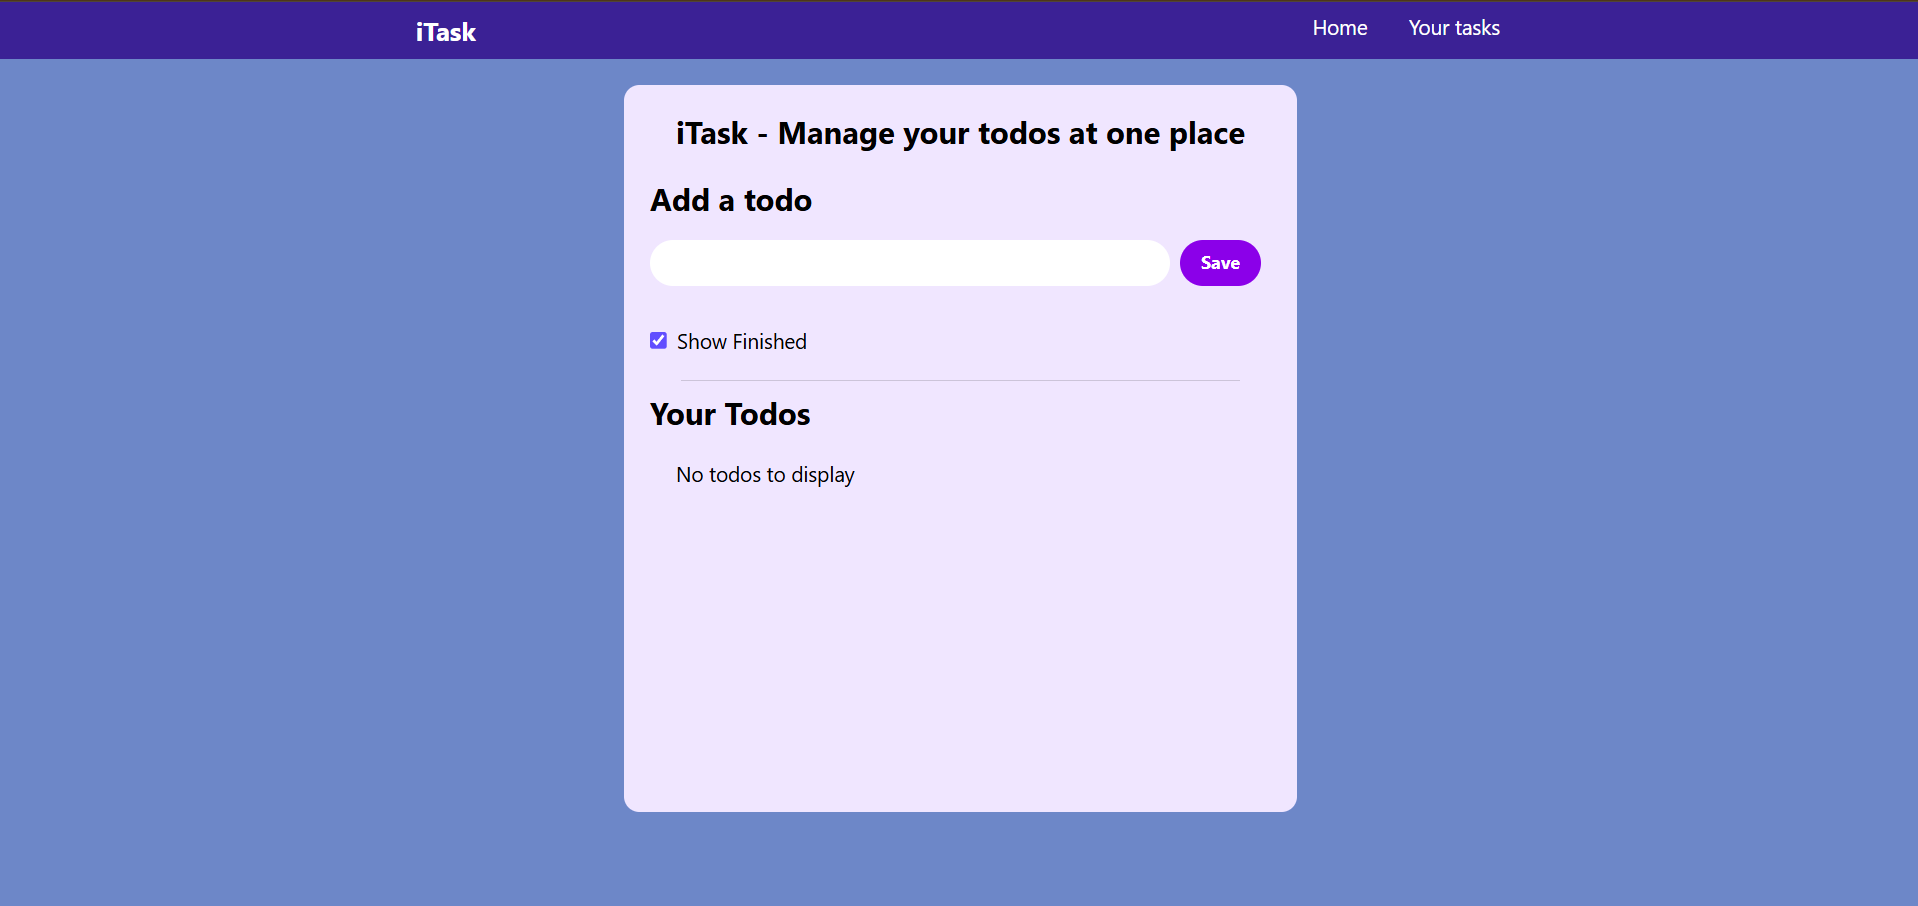 iTask
Home
Your tasks
iTask - Manage your todos at one place
Add a todo
Save
Show Finished
Your Todos
No todos to display